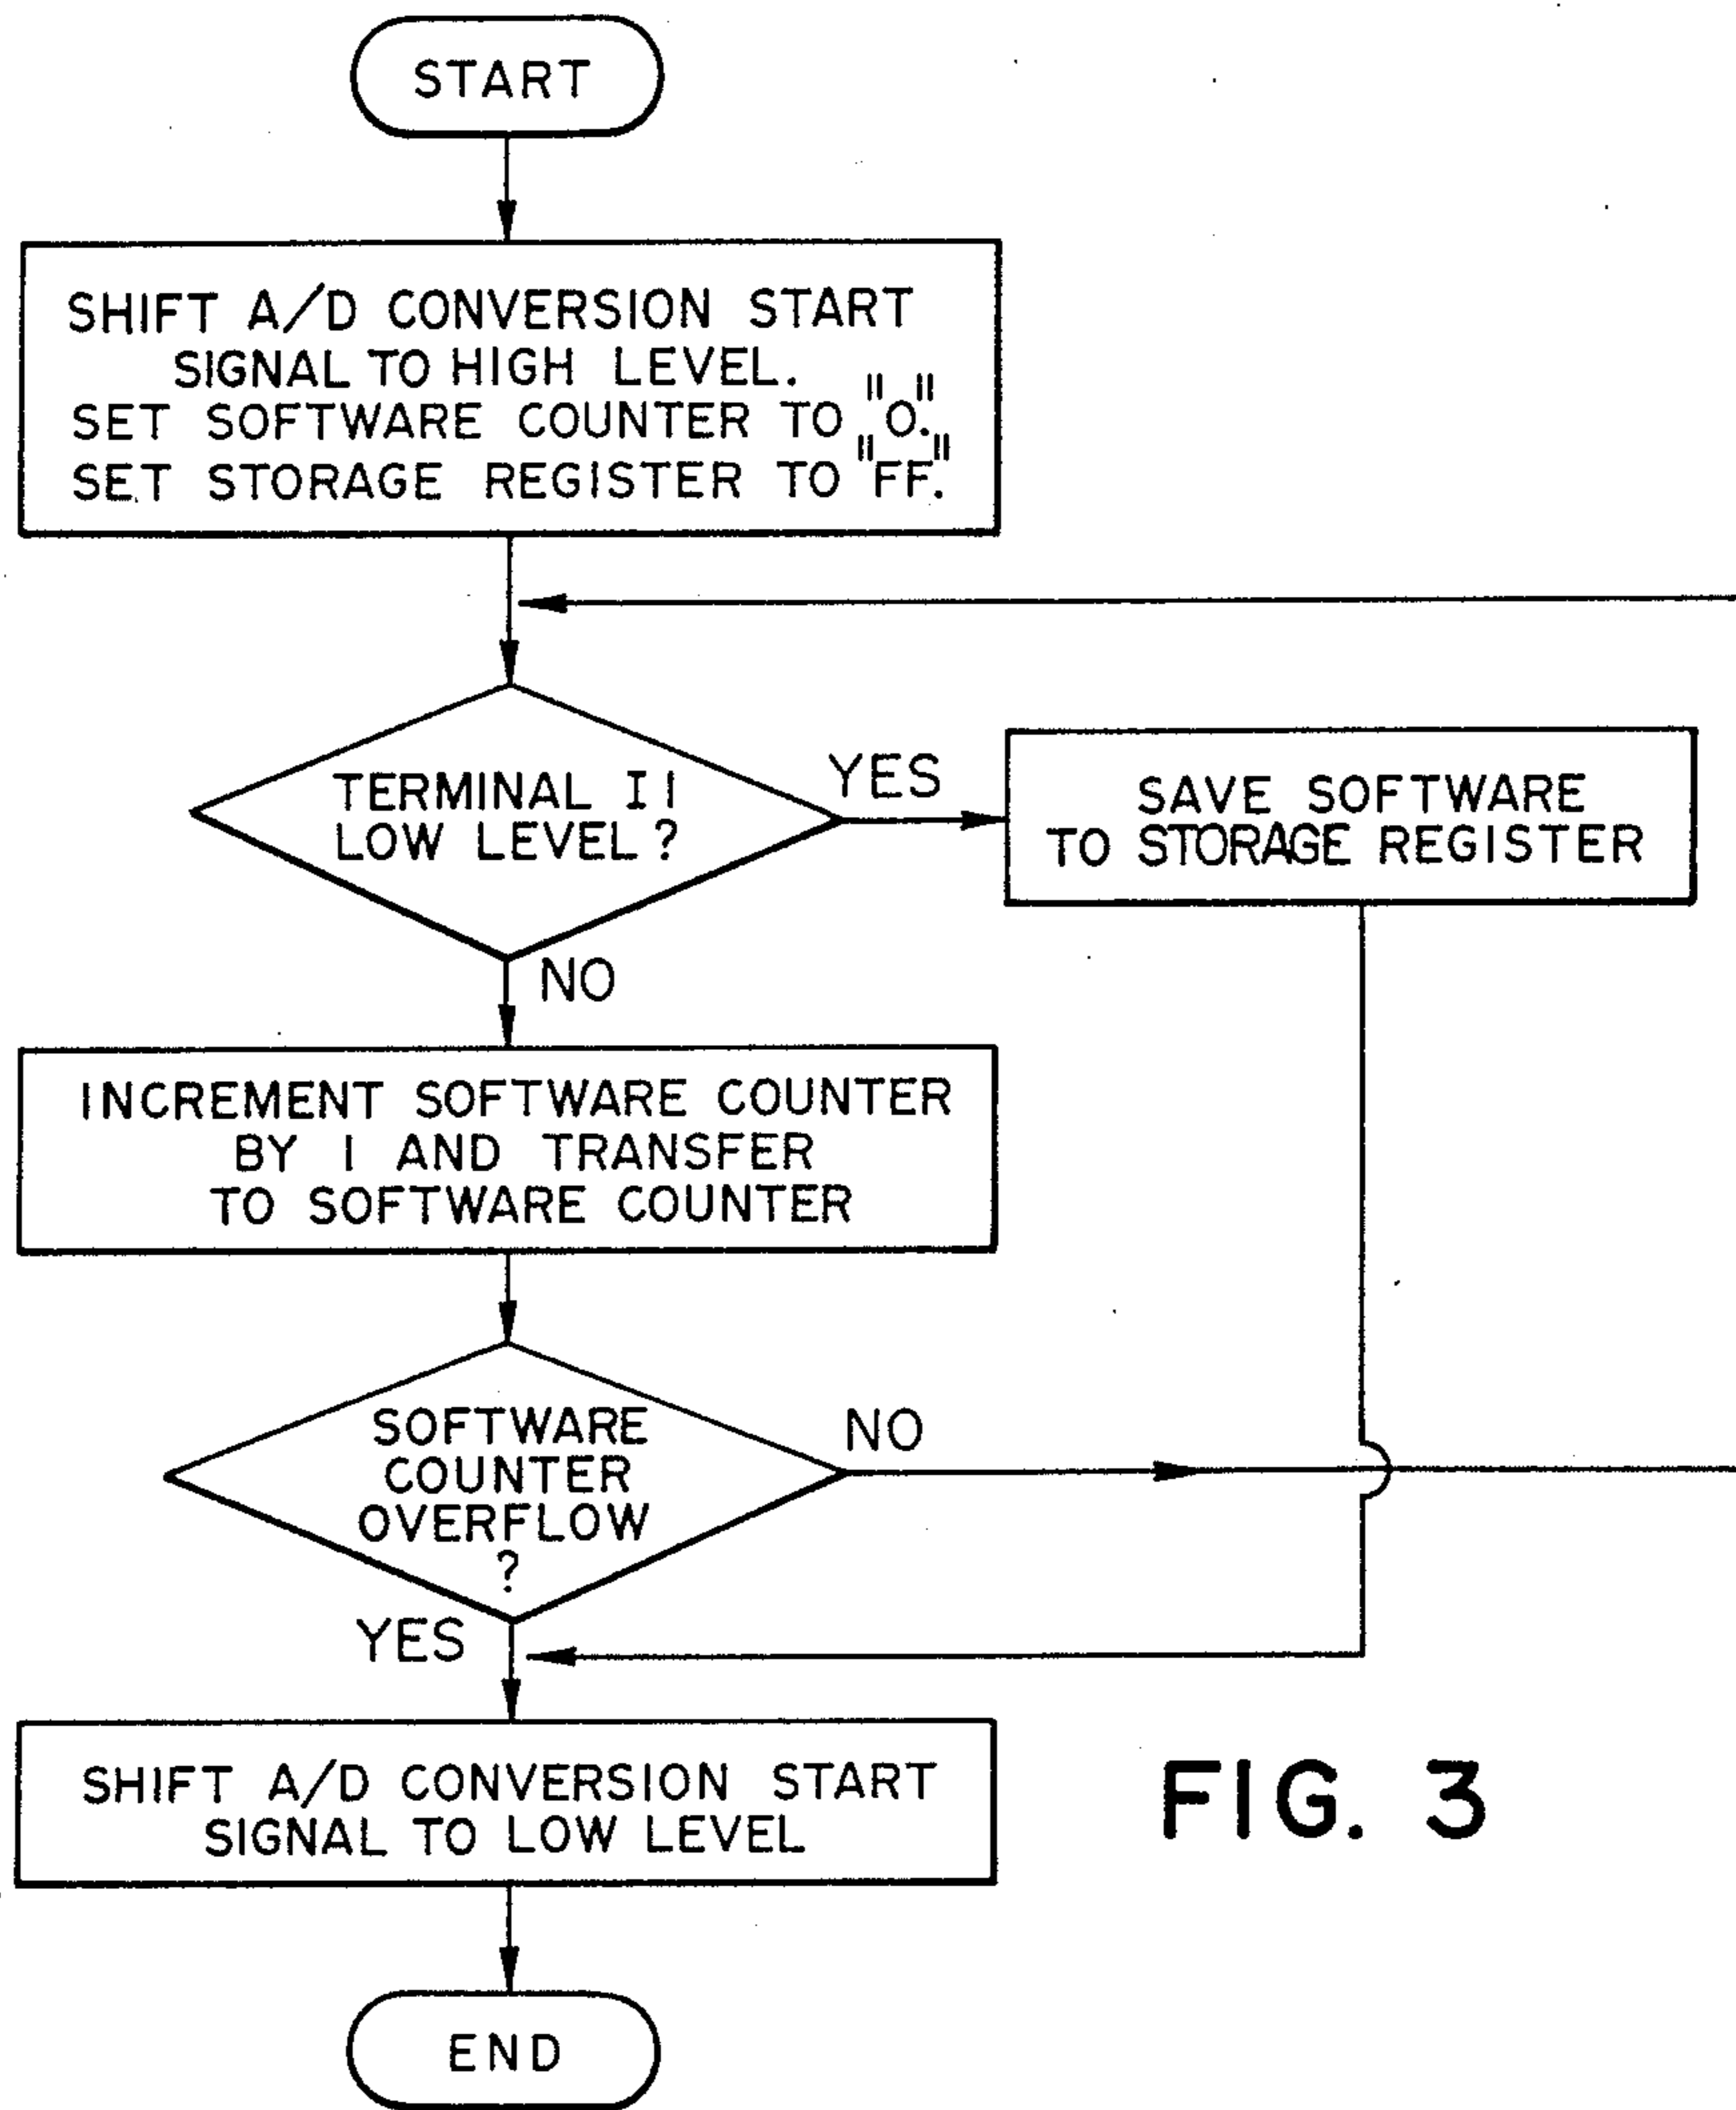 START
SHIFT A/D CONVERSION START
SIGNAL TO HIGH LEVEL.
SET SOFTWARE COUNTER TO "O."
SET STORAGE REGISTER TO "FF."
TERMINAL I1
LOW LEVEL?
YES
SAVE SOFTWARE
TO STORAGE REGISTER
NO
INCREMENT SOFTWARE COUNTER
BY 1 AND TRANSFER
TO SOFTWARE COUNTER
SOFTWARE
COUNTER
OVERFLOW
?
NO
YES
SHIFT A/D CONVERSION START
SIGNAL TO LOW LEVEL
FIG. 3
END